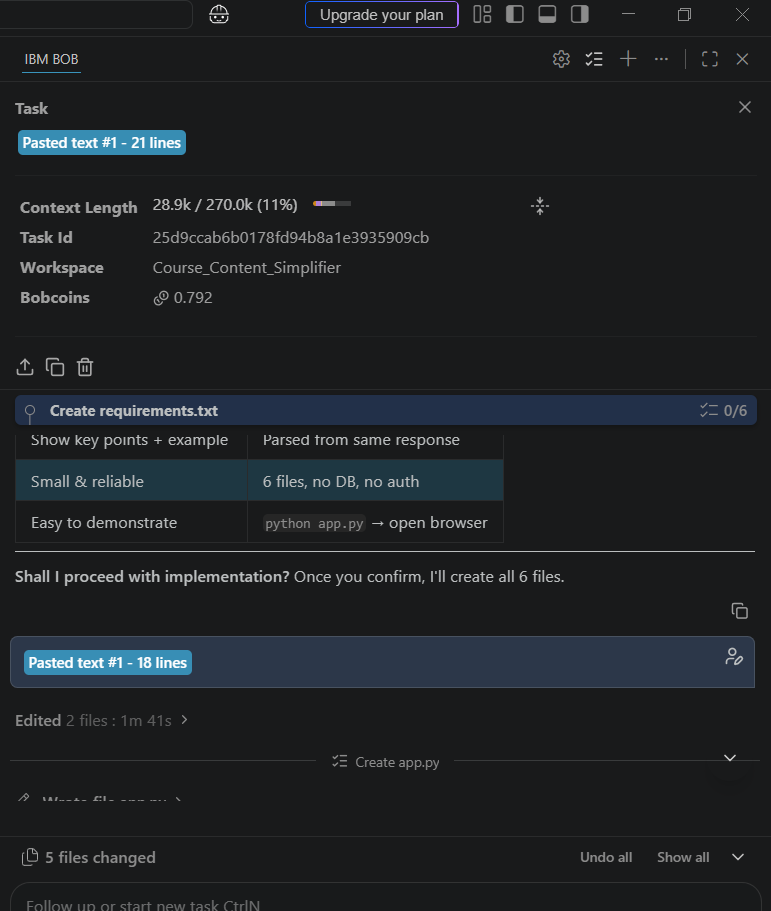 Upgrade your plan
IBM BOB
Task
Pasted text #1 - 21 lines
Context Length 28.9k / 270.0k (11%)
Task Id 25d9ccab6b0178fd94b8a1e3935909cb
Workspace Course_Content_Simplifier
Bobcoins 0.792
Create requirements.txt 0/6
Show key points + example Parsed from same response
Small & reliable 6 files, no DB, no auth
Easy to demonstrate python app.py → open browser
Shall I proceed with implementation? Once you confirm, I'll create all 6 files.
Pasted text #1 - 18 lines
Edited 2 files : 1m 41s >
Create app.py
Wrote file app.py >
5 files changed Undo all Show all
Follow up or start new task CtrlN